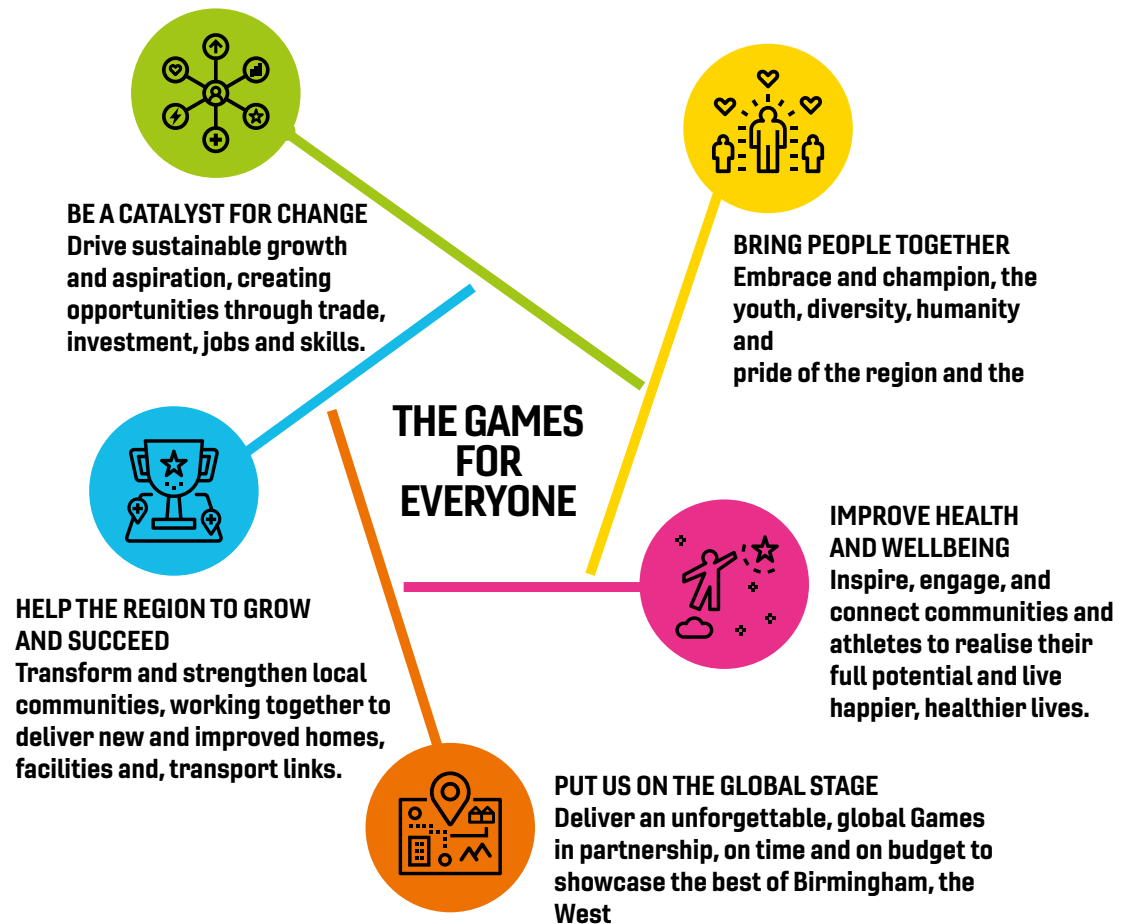 BE A CATALYST FOR CHANGE
Drive sustainable growth
and aspiration, creating
opportunities through trade,
investment, jobs and skills.
BRING PEOPLE TOGETHER
Embrace and champion, the
youth, diversity, humanity
and
pride of the region and the
THE GAMES
FOR
EVERYONE
IMPROVE HEALTH
AND WELLBEING
Inspire, engage, and
connect communities and
athletes to realise their
full potential and live
happier, healthier lives.
HELP THE REGION TO GROW
AND SUCCEED
Transform and strengthen local
communities, working together to
deliver new and improved homes,
facilities and, transport links.
PUT US ON THE GLOBAL STAGE
Deliver an unforgettable, global Games
in partnership, on time and on budget to
showcase the best of Birmingham, the
West